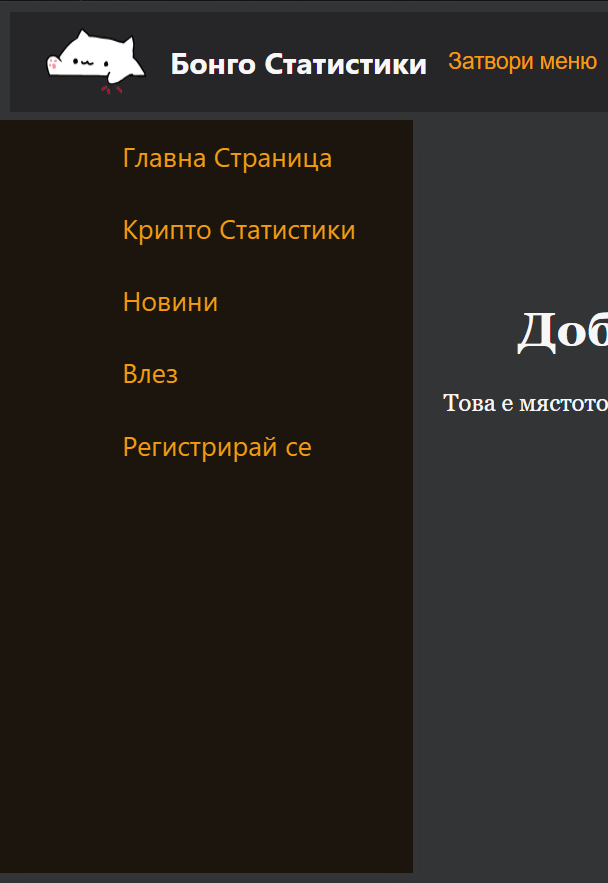 Бонго Статистики
Затвори меню
Главна Страница
Крипто Статистики
Новини
Влез
Регистрирай се
Доб
Това е мястото